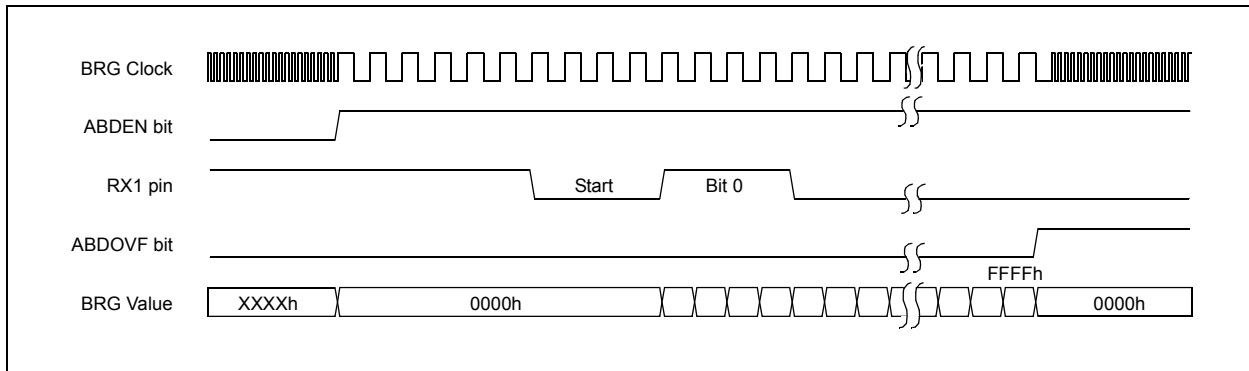 BRG Clock
ABDEN bit
RX1 pin
Start
Bit 0
ABDOVF bit
FFFFh
BRG Value
XXXXh
0000h
0000h